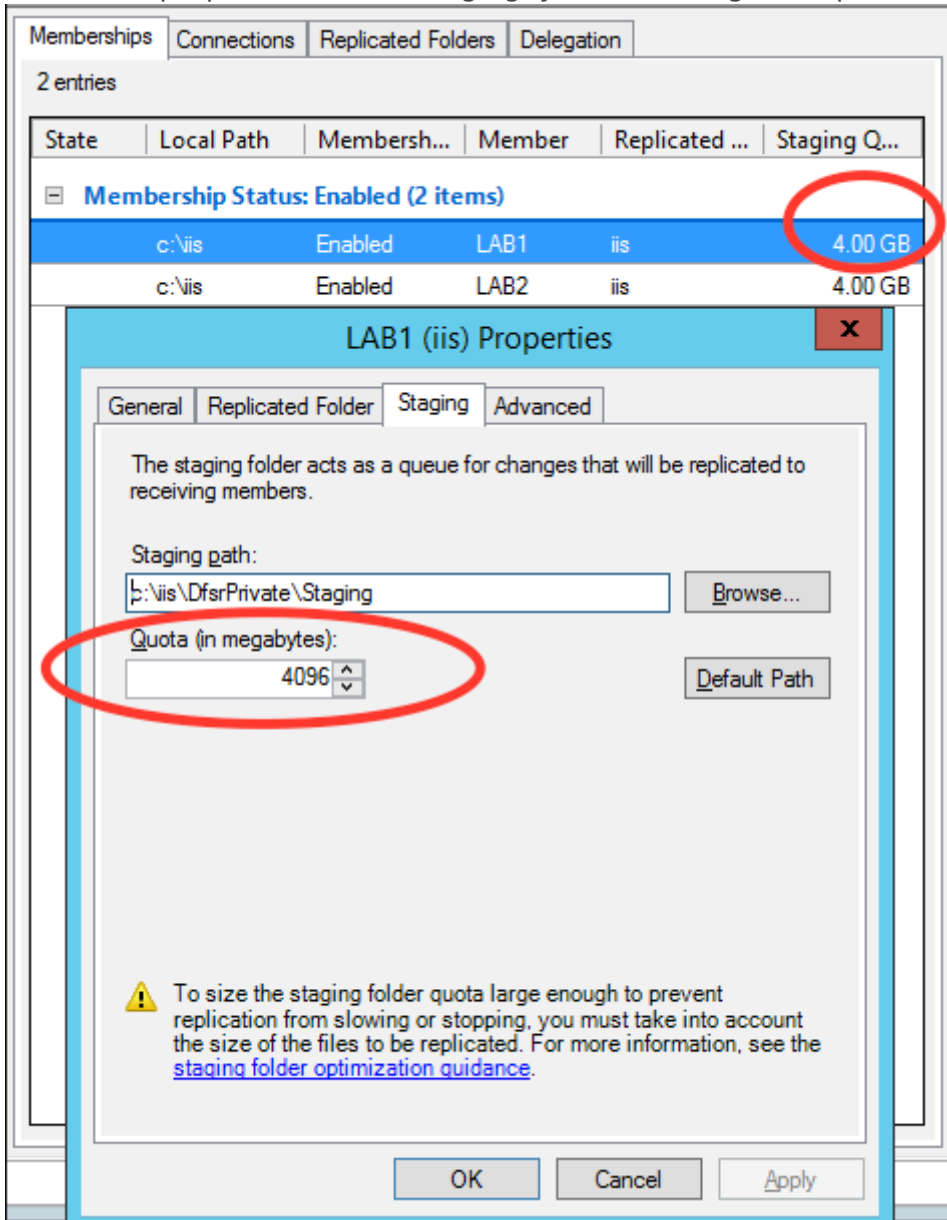 Memberships Connections Replicated Folders Delegation
2 entries
State Local Path Membersh... Member Replicated ... Staging Q...
Membership Status: Enabled (2 items)
c:\iis Enabled LAB1 iis 4.00 GB
c:\iis Enabled LAB2 iis 4.00 GB
LAB1 (iis) Properties
x
General Replicated Folder Staging Advanced
The staging folder acts as a queue for changes that will be replicated to
receiving members.
Staging path:
c:\iis\DfsrPrivate\Staging Browse...
Quota (in megabytes):
4096 Default Path
To size the staging folder quota large enough to prevent
replication from slowing or stopping, you must take into account
the size of the files to be replicated. For more information, see the
staging folder optimization guidance.
OK Cancel Apply